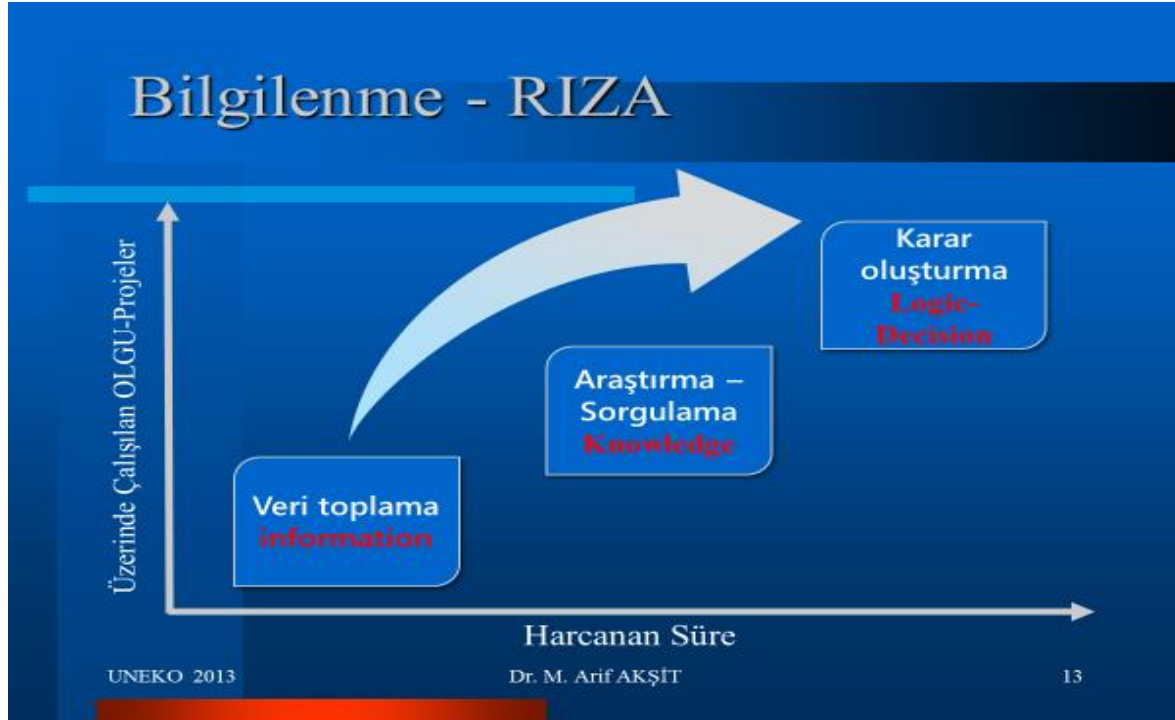 Bilgilenme - RIZA
Üzerinde Çalışılan OLGU-Projeler
Karar
oluşturma
Logic-
Decision
Araştırma –
Sorgulama
Knowledge
Veri toplama
information
Harcanan Süre
UNEKO 2013
Dr. M. Arif AKŞİT
13